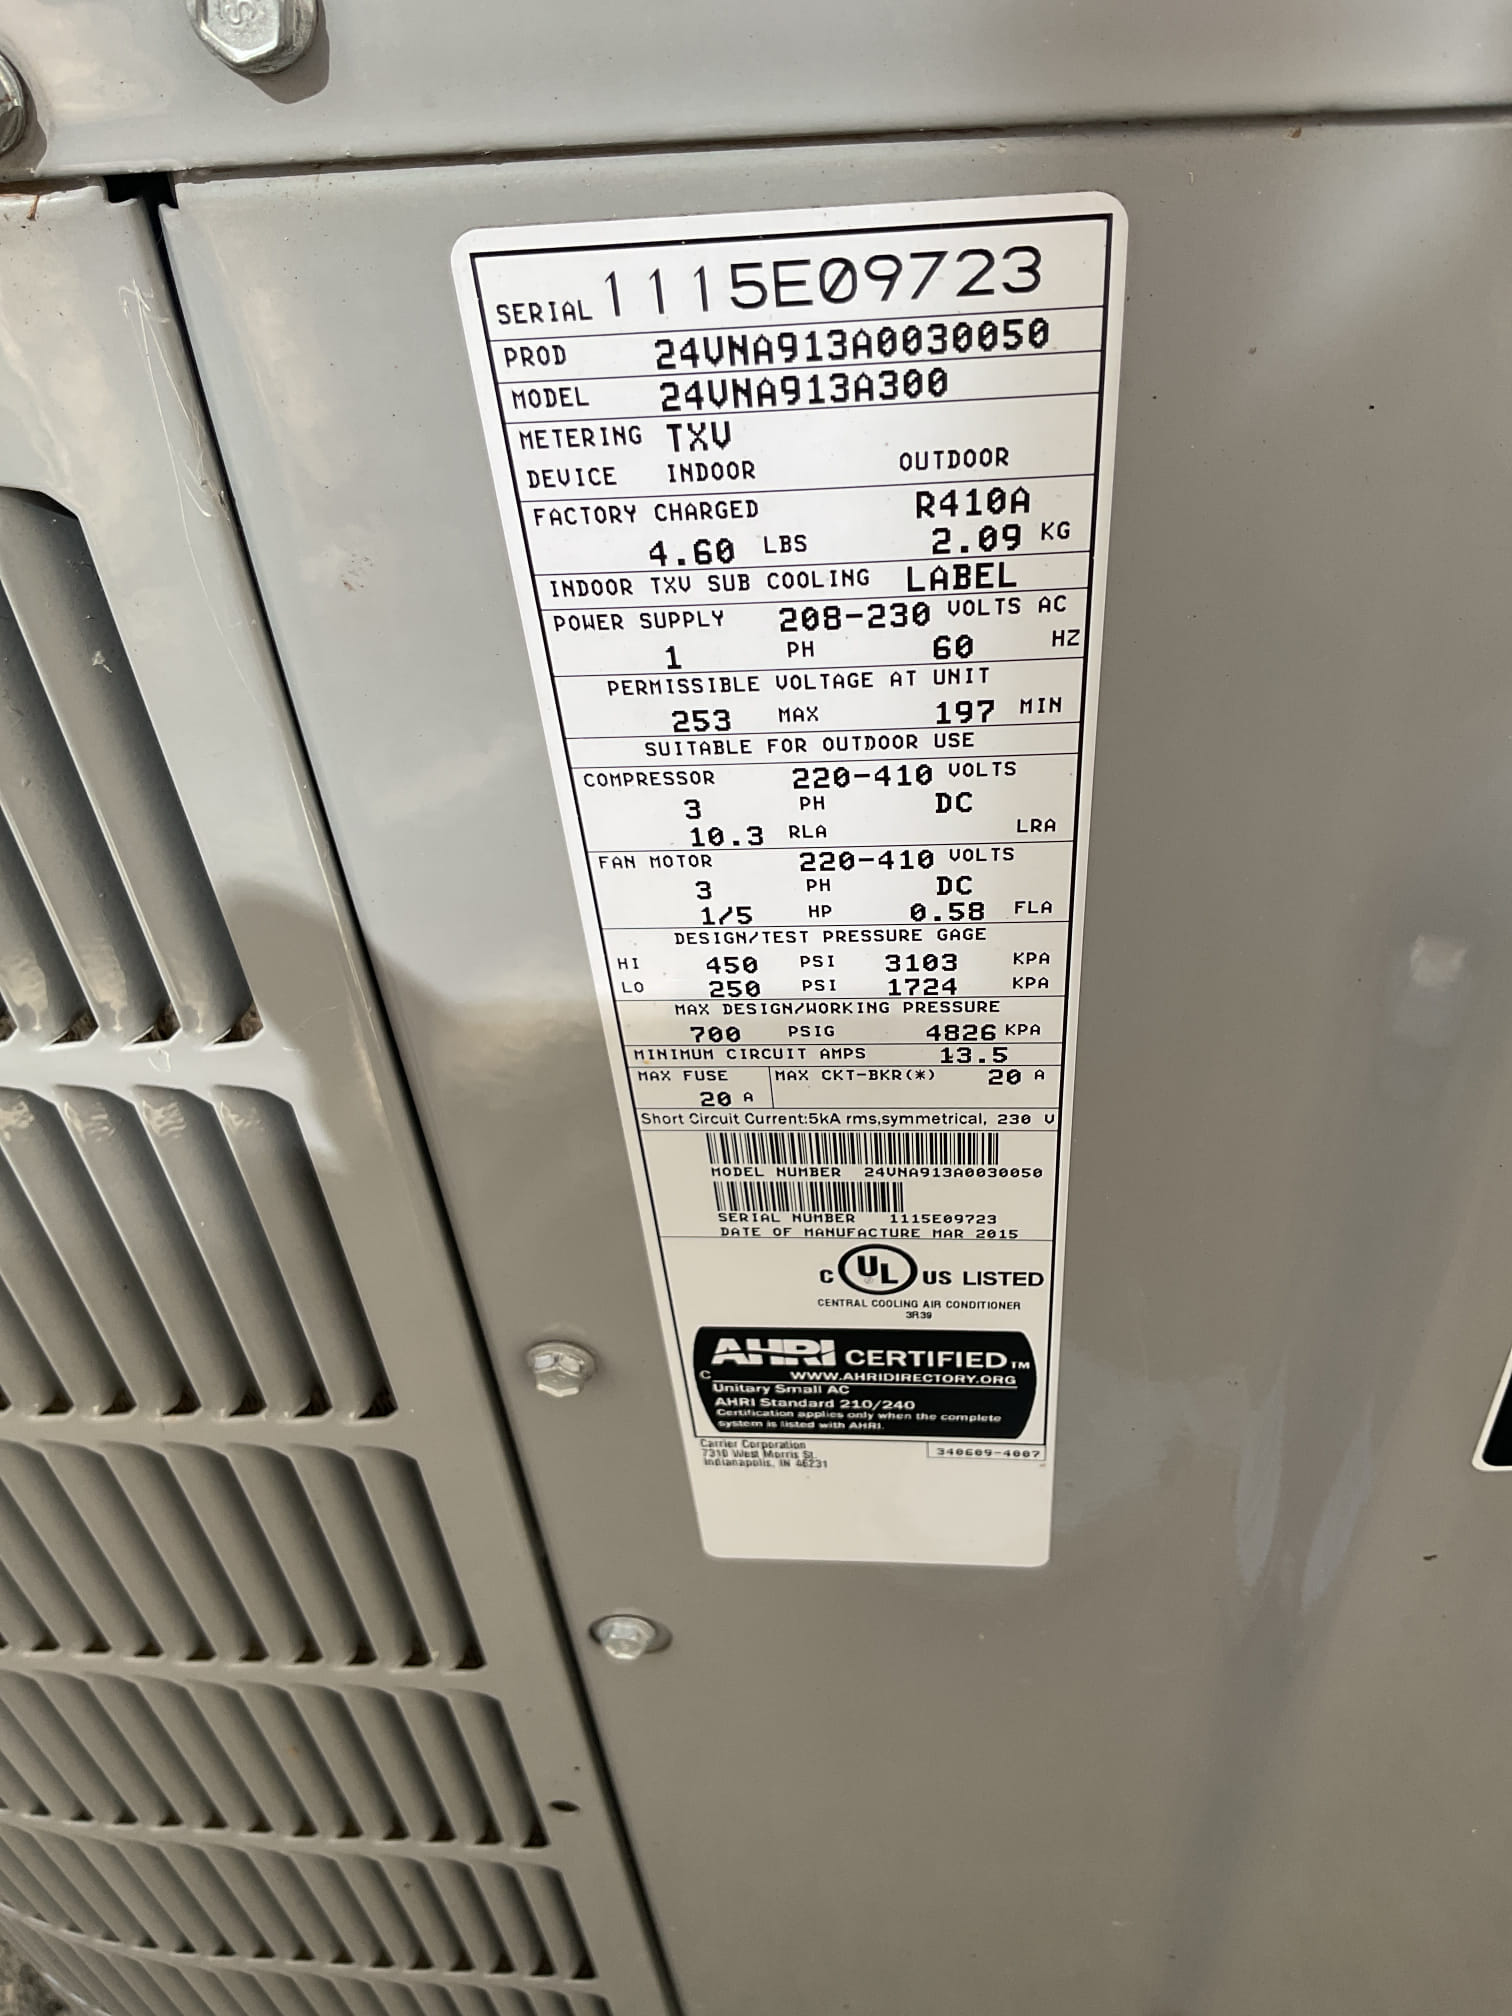 SERIAL 1115E09723
PROD 24VNA913A0030050
MODEL 24VNA913A300
METERING TXV
DEVICE INDOOR OUTDOOR
FACTORY CHARGED R410A
4.60 LBS 2.09 KG
INDOOR TXV SUB COOLING LABEL
POWER SUPPLY 208-230 VOLTS AC
1 PH 60 HZ
PERMISSIBLE VOLTAGE AT UNIT
253 MAX 197 MIN
SUITABLE FOR OUTDOOR USE
COMPRESSOR 220-410 VOLTS
3 PH DC
10.3 RLA LRA
FAN MOTOR 220-410 VOLTS
3 PH DC
1/5 HP 0.58 FLA
DESIGN/TEST PRESSURE GAGE
HI 450 PSI 3103 KPA
LO 250 PSI 1724 KPA
MAX DESIGN/WORKING PRESSURE
700 PSIG 4826 KPA
MINIMUM CIRCUIT AMPS 13.5
MAX FUSE MAX CKT-BKR(*) 20 A
20 A
Short Circuit Current:5kA rms,symmetrical, 230 V
MODEL NUMBER 24VNA913A0030050
SERIAL NUMBER 1115E09723
DATE OF MANUFACTURE MAR 2015
C UL US LISTED
CENTRAL COOLING AIR CONDITIONER
3R39
AHRI CERTIFIED TM
C WWW.AHRIDIRECTORY.ORG
Unitary Small AC
AHRI Standard 210/240
Certification applies only when the complete
system is listed with AHRI.
Carrier Corporation
7310 West Morris St.
Indianapolis, IN 46231
340609-4007